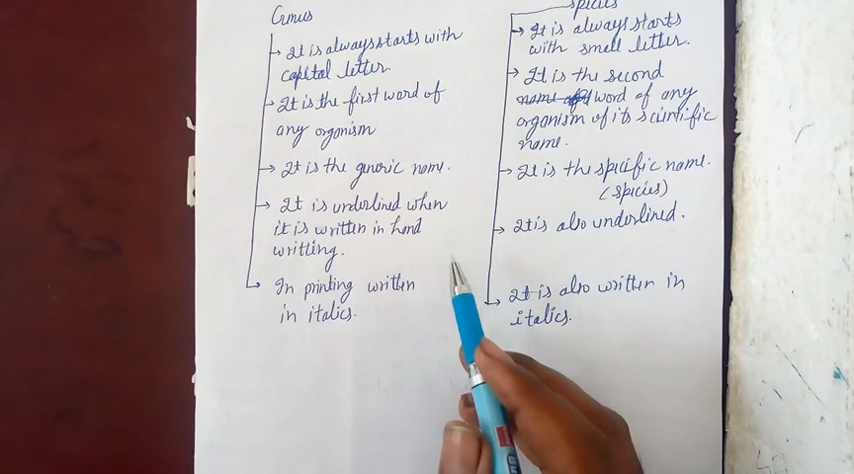 Genus
It is always starts with
capital letter.
It is the first word of
any organism
It is the generic name.
It is underlined when
it is written in hand
writting.
In printing written
in italics.
Species
It is always starts
with small letter.
It is the second
name of word of any
organism of its scientific
name.
It is the specific name.
(species)
It is also underlined.
It is also written in
italics.